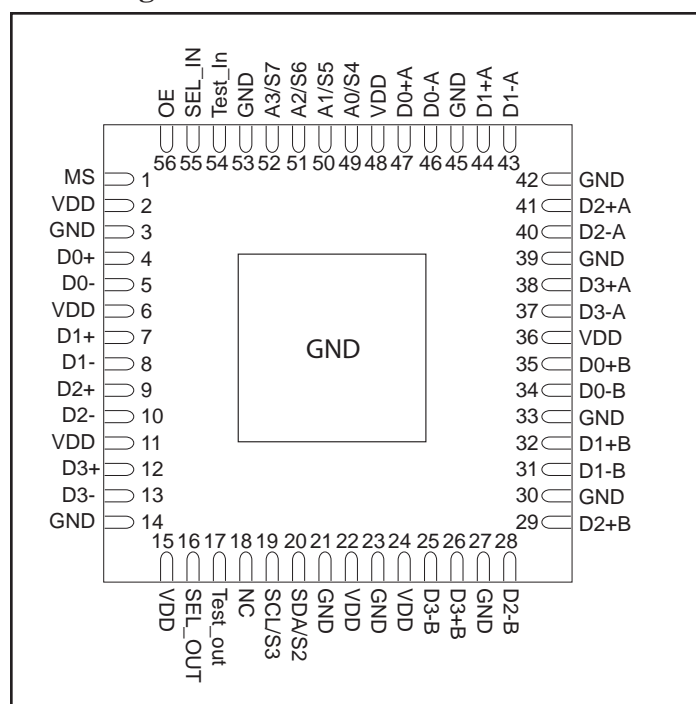 OE
SEL_IN
Test_In
GND
A3/S7
A2/S6
A1/S5
A0/S4
VDD
D0+A
D0-A
GND
D1+A
D1-A
56 55 54 53 52 51 50 49 48 47 46 45 44 43
MS 1
VDD 2
GND 3
D0+ 4
D0- 5
VDD 6
D1+ 7
D1- 8
D2+ 9
D2- 10
VDD 11
D3+ 12
D3- 13
GND 14
GND
42 GND
41 D2+A
40 D2-A
39 GND
38 D3+A
37 D3-A
36 VDD
35 D0+B
34 D0-B
33 GND
32 D1+B
31 D1-B
30 GND
29 D2+B
15 16 17 18 19 20 21 22 23 24 25 26 27 28
VDD
SEL_OUT
Test_out
NC
SCL/S3
SDA/S2
GND
VDD
GND
VDD
D3-B
D3+B
GND
D2-B